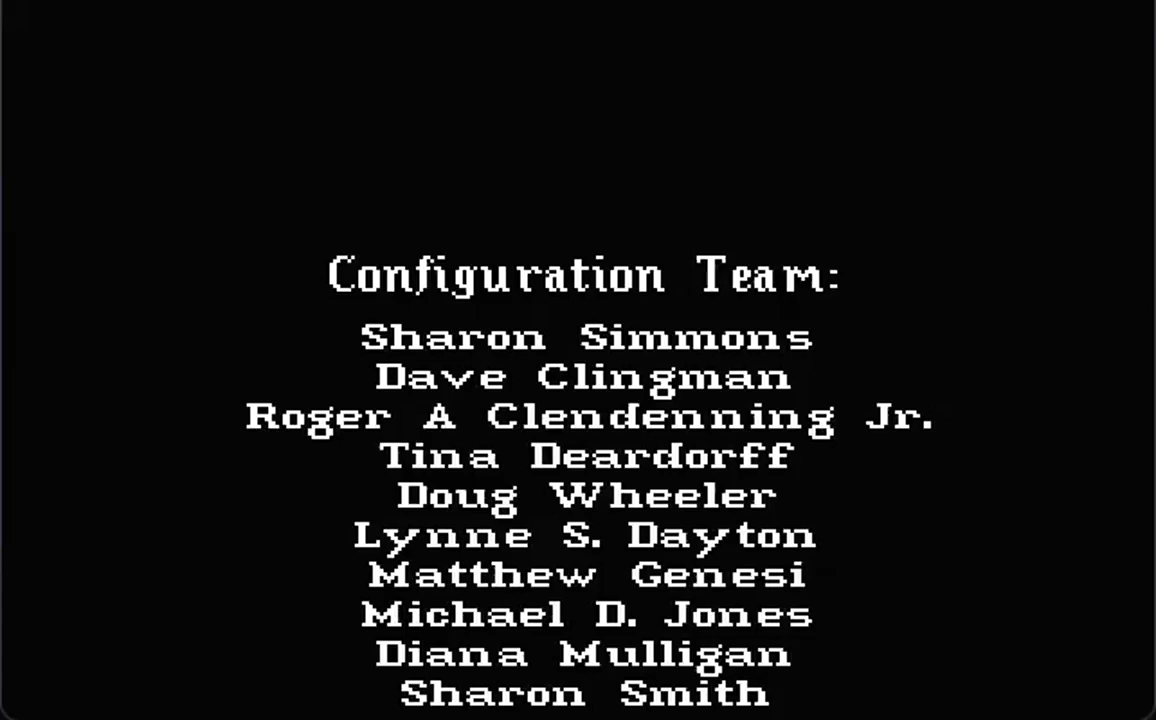 Configuration Team:
Sharon Simmons
Dave Clingman
Roger A Clendenning Jr.
Tina Deardorff
Doug Wheeler
Lynne S. Dayton
Matthew Genesi
Michael D. Jones
Diana Mulligan
Sharon Smith